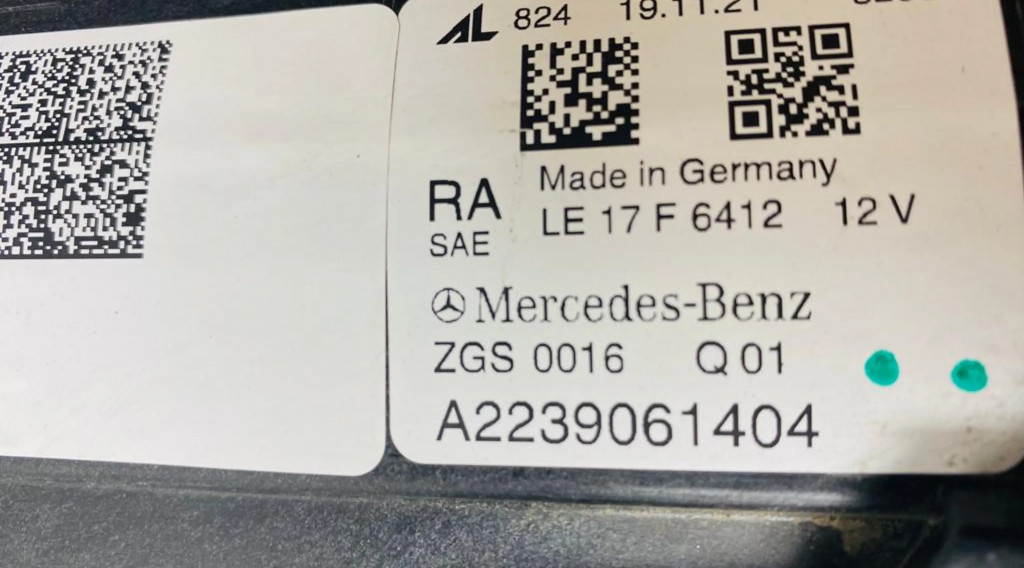 AL 824 19.11.21
Made in Germany
RA LE 17 F 6412 12 V
SAE
Mercedes-Benz
ZGS 0016 Q 01
A2239061404